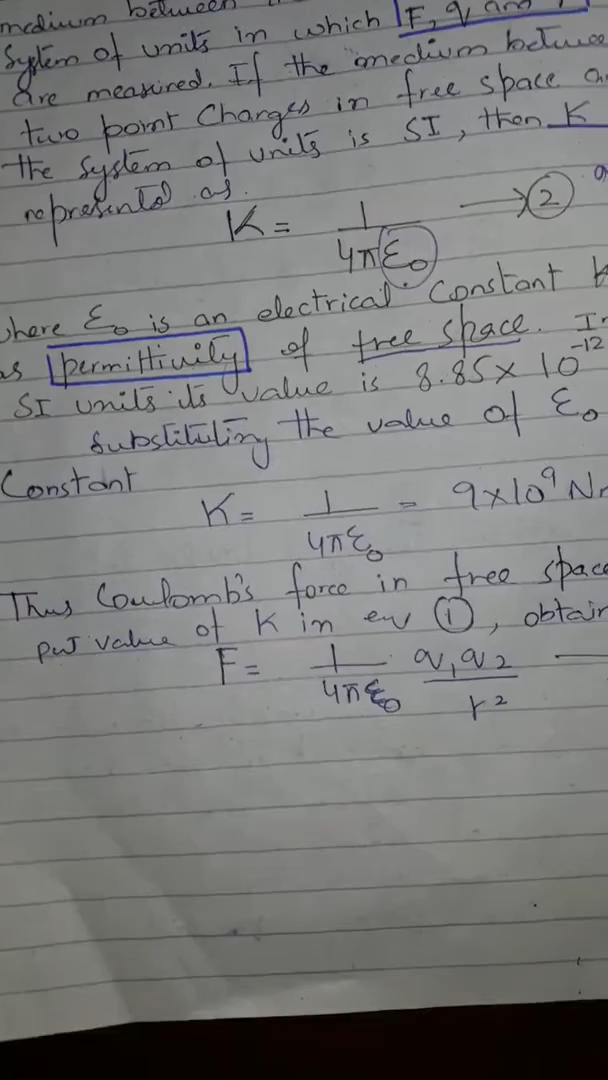 medium between
System of units in which F, q and r
are measured. If the medium between
two point Charges in free space an
the system of units is SI, then K
represented as
K = 1/4πε₀ → 2
where ε₀ is an electrical Constant k
as permittivity of free space. In
SI units its value is 8.85 × 10⁻¹²
substituting the value of ε₀
Constant
K = 1/4πε₀ = 9×10⁹ Nm
Thus Coulomb's force in free space
put value of K in eq 1, obtain
F = 1/4πε₀ q₁q₂/r² —